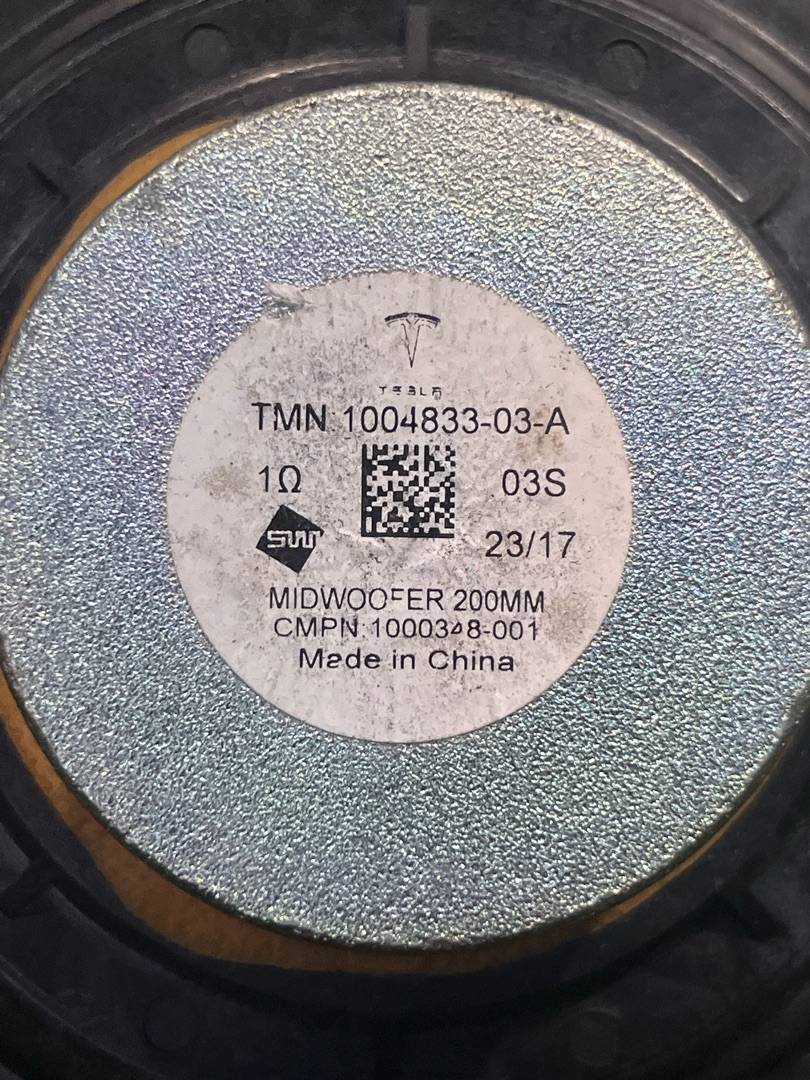 TESLA
TMN 1004833-03-A
1Ω 03S
SW 23/17
MIDWOOFER 200MM
CMPN:1000348-001
Made in China